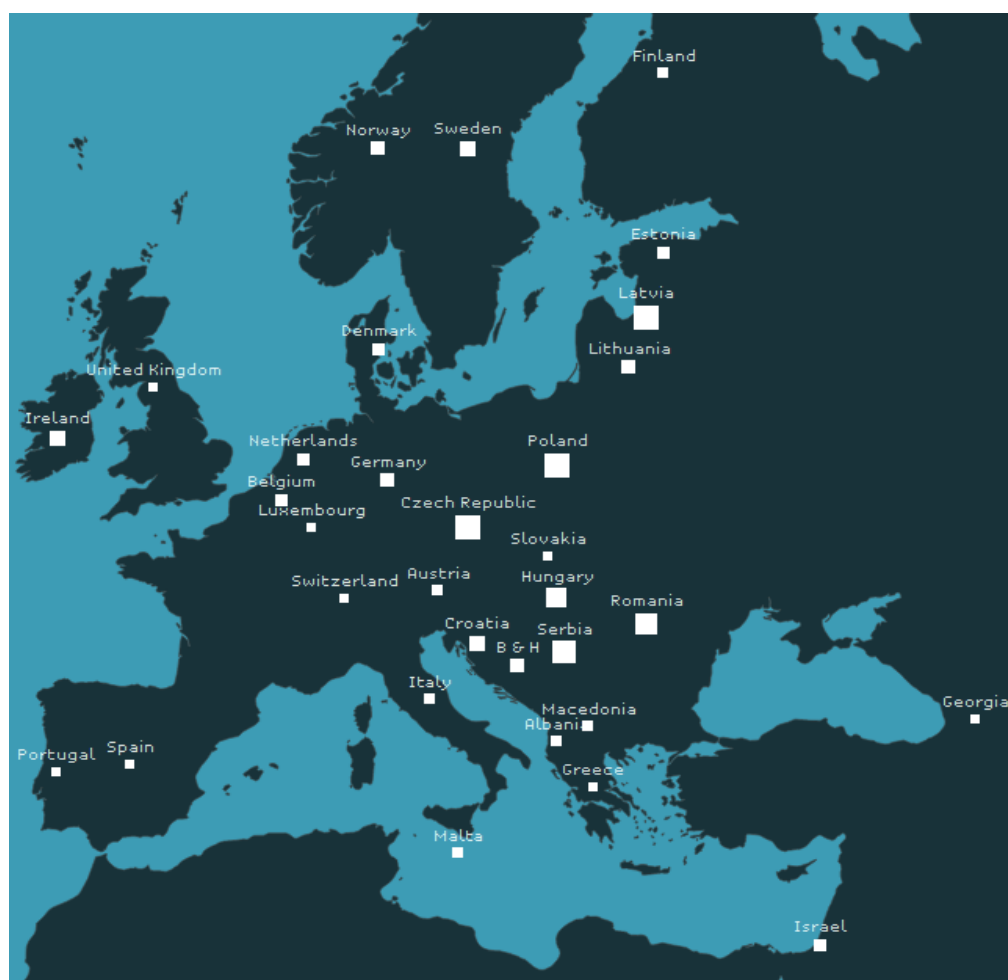 Finland
Norway
Sweden
Estonia
Latvia
Denmark
Lithuania
United Kingdom
Ireland
Netherlands
Poland
Germany
Belgium
Czech Republic
Luxembourg
Slovakia
Austria
Hungary
Switzerland
Romania
Croatia
Serbia
B & H
Italy
Georgia
Macedonia
Albania
Spain
Portugal
Greece
Malta
Israel